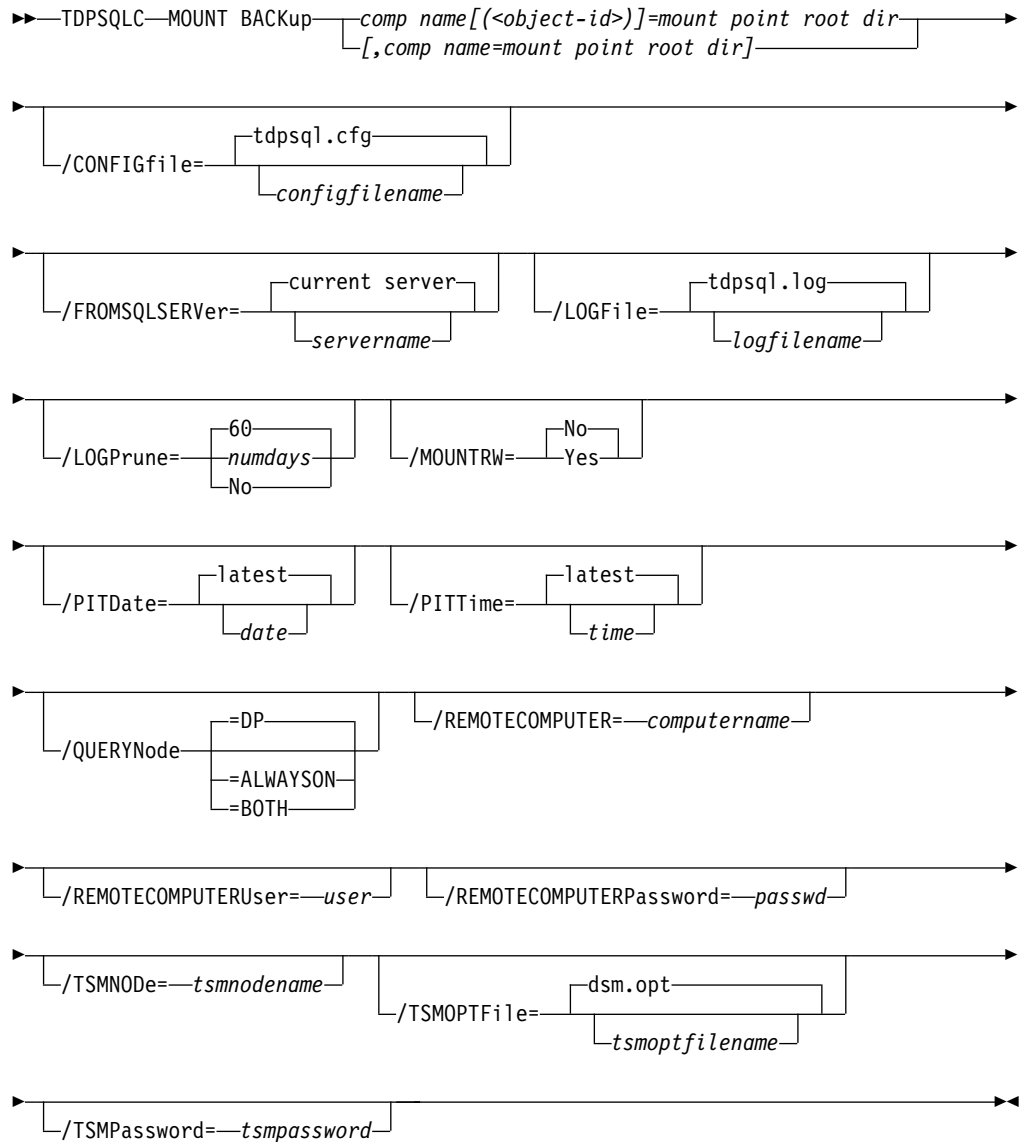 TDPSQLC MOUNT BACKup comp name[(<object-id>)]=mount point root dir
[,comp name=mount point root dir]
tdpsql.cfg
/CONFIGfile=
configfilename
current server tdpsql.log
/FROMSQLSERVer= /LOGFile=
servername logfilename
60 No
/LOGPrune= numdays /MOUNTRW= Yes
No
latest latest
/PITDate= /PITTime=
date time
=DP /REMOTECOMPUTER= computername
/QUERYNode
=ALWAYSON
=BOTH
/REMOTECOMPUTERUser= user /REMOTECOMPUTERPassword= passwd
/TSMNODe= tsmnodename dsm.opt
/TSMOPTFile=
tsmoptfilename
/TSMPassword= tsmpassword